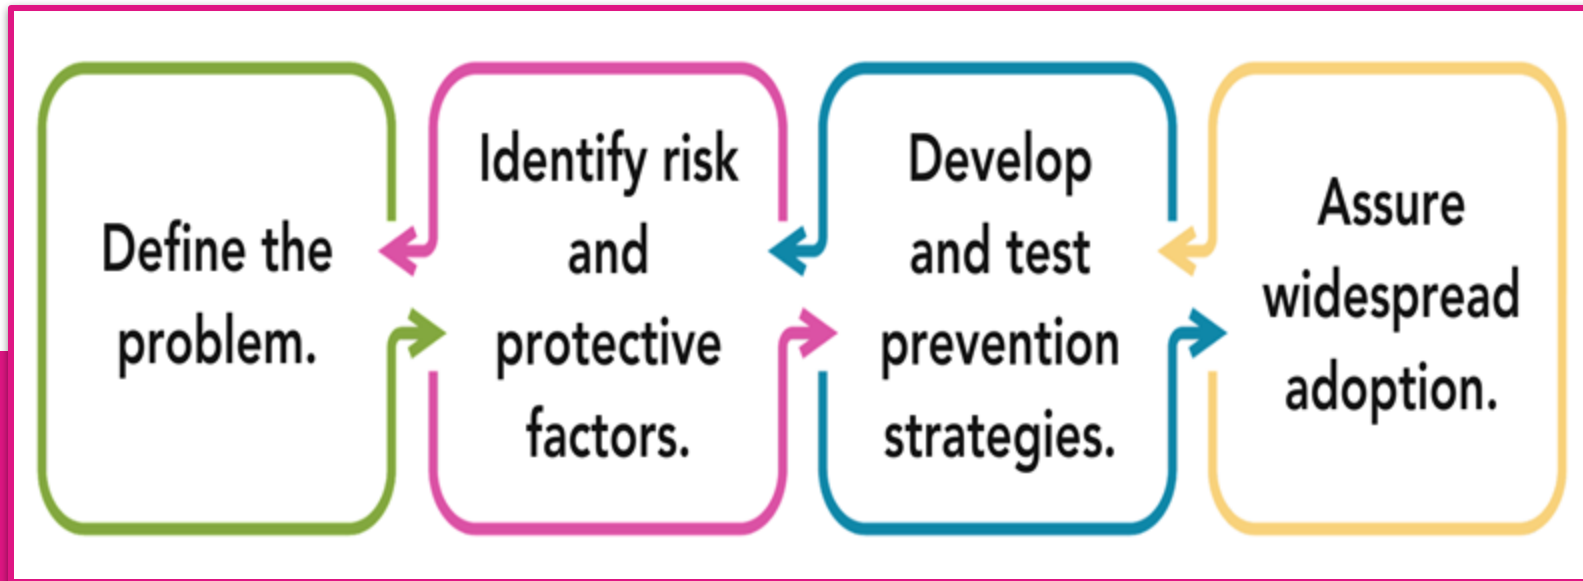 Define the
problem.
Identify risk
and
protective
factors.
Develop
and test
prevention
strategies.
Assure
widespread
adoption.